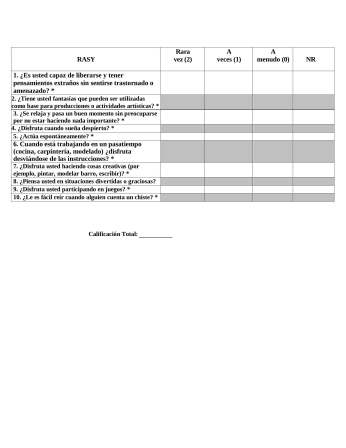 RASY Rara vez (2) A veces (1) A menudo (0) NR
1. ¿Es usted capaz de liberarse y tener
pensamientos extraños sin sentirse trastornado o
amenazado? *
2. ¿Tiene usted fantasías que pueden ser utilizadas
como base para producciones o actividades artísticas? *
3. ¿Se relaja y pasa un buen momento sin preocuparse
por no estar haciendo nada importante? *
4. ¿Disfruta cuando sueña despierto? *
5. ¿Actúa espontáneamente? *
6. Cuando está trabajando en un pasatiempo
(cocina, carpintería, modelado) ¿disfruta
desviándose de las instrucciones? *
7. ¿Disfruta usted haciendo cosas creativas (por
ejemplo, pintar, modelar barro, escribir)? *
8. ¿Piensa usted en situaciones divertidas o graciosas?
9. ¿Disfruta usted participando en juegos? *
10. ¿Le es fácil reír cuando alguien cuenta un chiste? *
Calificación Total: ___________